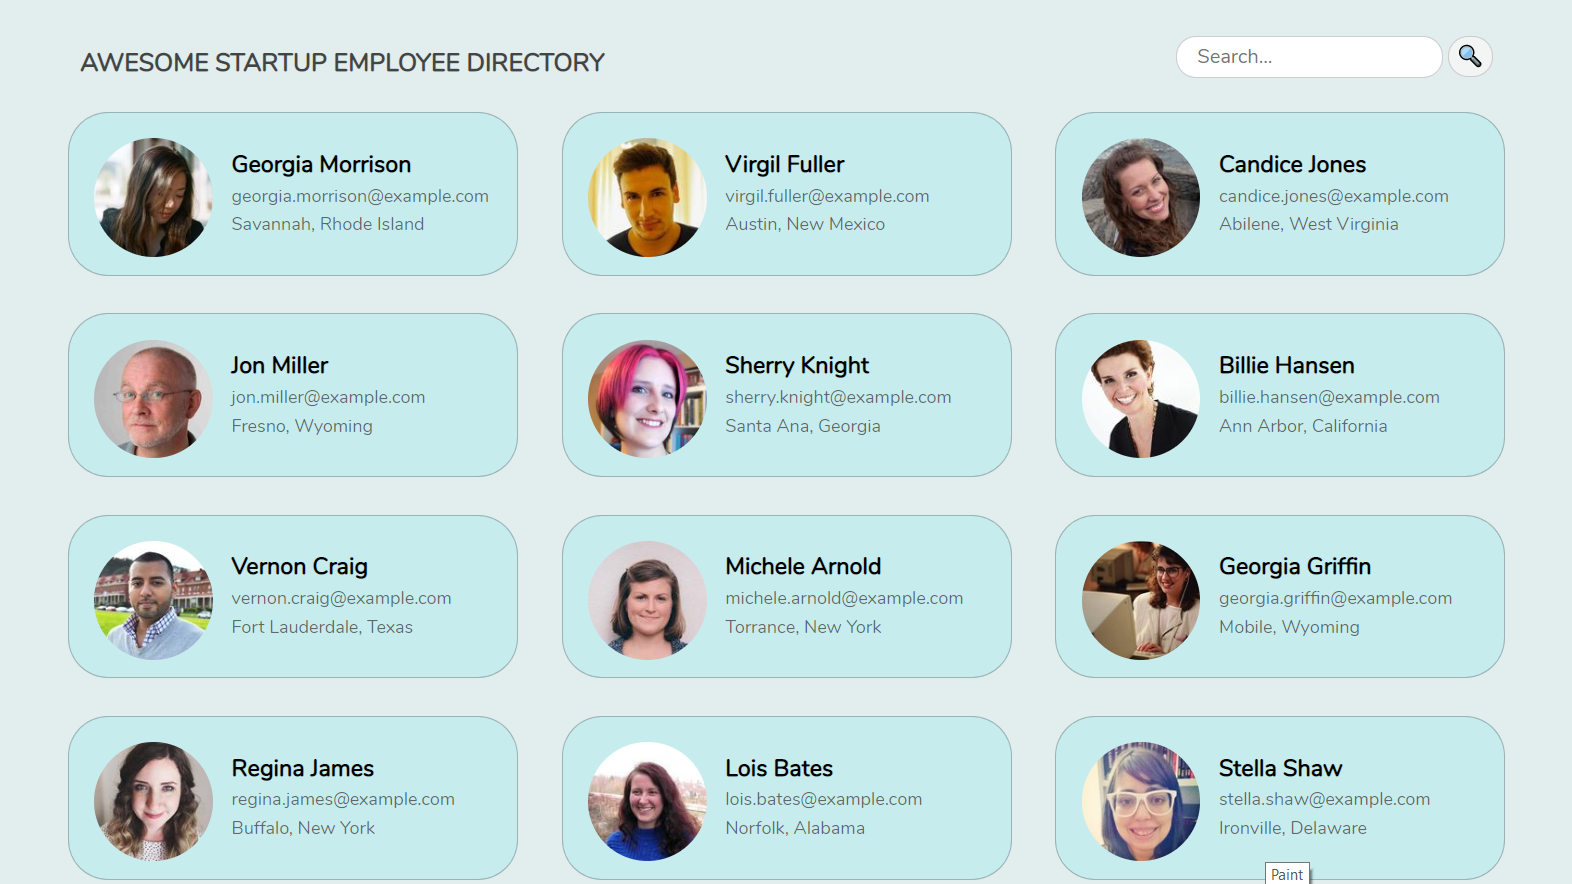 AWESOME STARTUP EMPLOYEE DIRECTORY
Search...
Georgia Morrison
georgia.morrison@example.com
Savannah, Rhode Island
Virgil Fuller
virgil.fuller@example.com
Austin, New Mexico
Candice Jones
candice.jones@example.com
Abilene, West Virginia
Jon Miller
jon.miller@example.com
Fresno, Wyoming
Sherry Knight
sherry.knight@example.com
Santa Ana, Georgia
Billie Hansen
billie.hansen@example.com
Ann Arbor, California
Vernon Craig
vernon.craig@example.com
Fort Lauderdale, Texas
Michele Arnold
michele.arnold@example.com
Torrance, New York
Georgia Griffin
georgia.griffin@example.com
Mobile, Wyoming
Regina James
regina.james@example.com
Buffalo, New York
Lois Bates
lois.bates@example.com
Norfolk, Alabama
Stella Shaw
stella.shaw@example.com
Ironville, Delaware
Paint